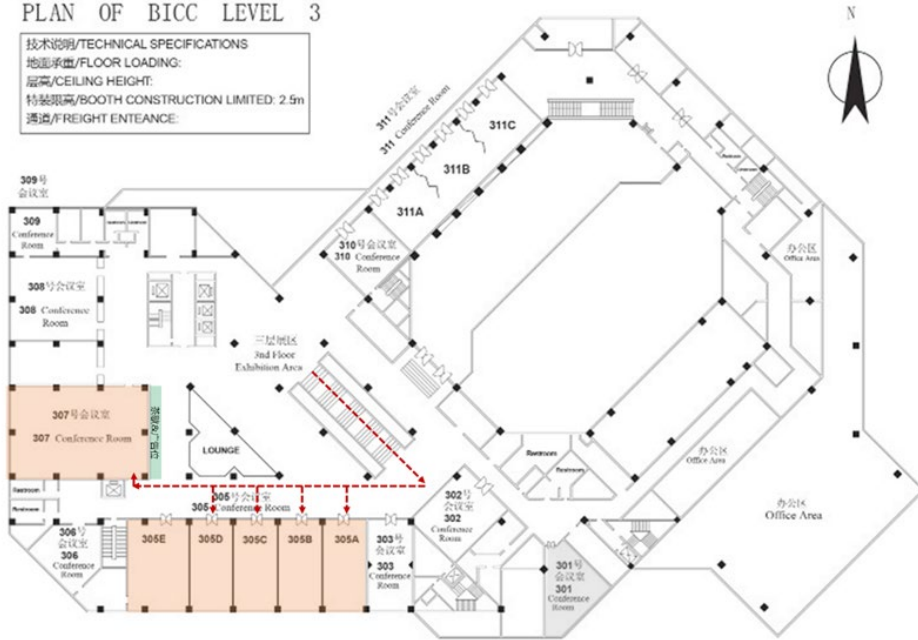 PLAN OF BICC LEVEL 3
N
技术说明/TECHNICAL SPECIFICATIONS
地面承重/FLOOR LOADING:
层高/CEILING HEIGHT:
特装限高/BOOTH CONSTRUCTION LIMITED: 2.5m
通道/FREIGHT ENTEANCE:
311号会议室
311 Conference Room
311C
311B
311A
Restroom
309号
会议室
309
Conference
Room
310号会议室
310 Conference
Room
办公区
Office Area
308号会议室
308 Conference
Room
三层展区
3nd Floor
Exhibition Area
307号会议室
307 Conference Room
LOUNGE
办公区
Office Area
Restroom
Restroom
Restroom
Restroom
305号会议室
305 Conference Room
302号
会议室
302
Conference
Room
办公区
Office Area
306号
会议室
306
Conference
Room
305E
305D
305C
305B
305A
303号
会议室
303
Conference
Room
301号
会议室
301
Conference
Room